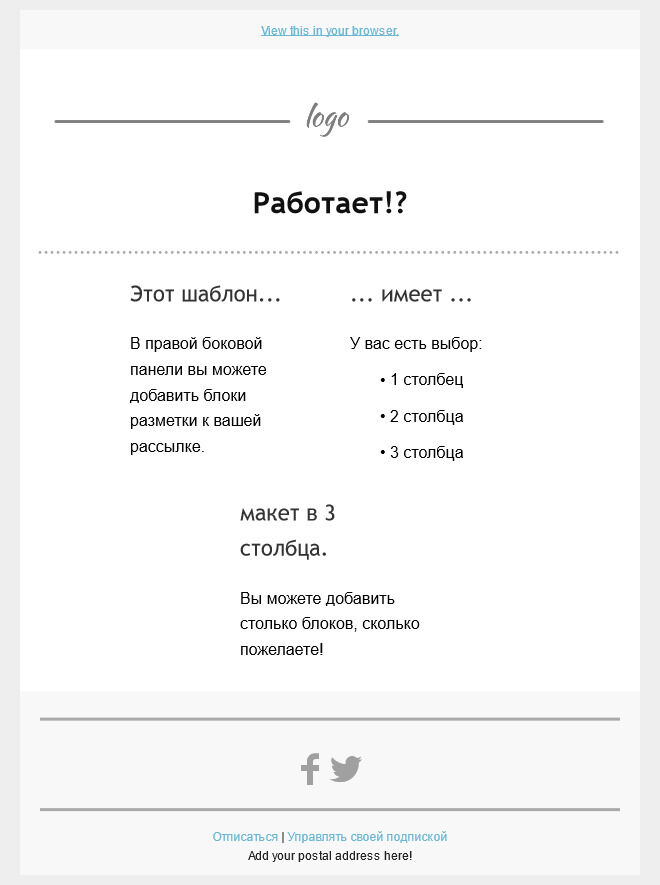 View this in your browser.
logo
Работает!?
Этот шаблон...
В правой боковой
панели вы можете
добавить блоки
разметки к вашей
рассылке.
... имеет ...
У вас есть выбор:
• 1 столбец
• 2 столбца
• 3 столбца
макет в 3
столбца.
Вы можете добавить
столько блоков, сколько
пожелаете!
Отписаться | Управлять своей подпиской
Add your postal address here!